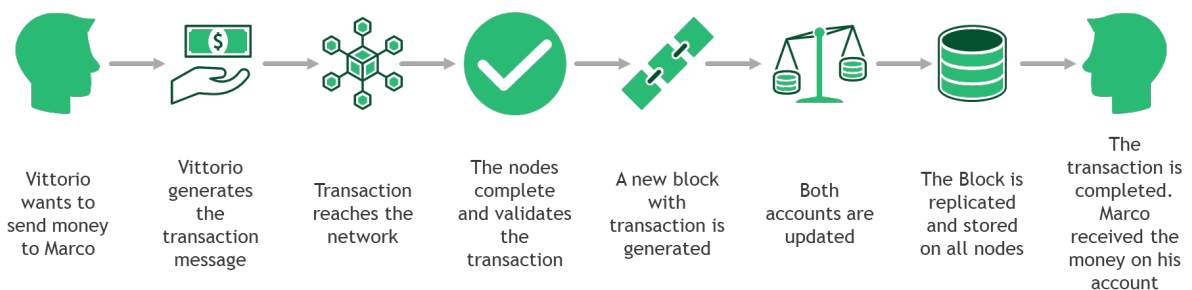 Vittorio
wants to
send money
to Marco
Vittorio
generates
the
transaction
message
Transaction
reaches the
network
The nodes
complete
and validates
the
transaction
A new block
with
transaction is
generated
Both
accounts are
updated
The Block is
replicated
and stored
on all nodes
The
transaction is
completed.
Marco
received the
money on his
account